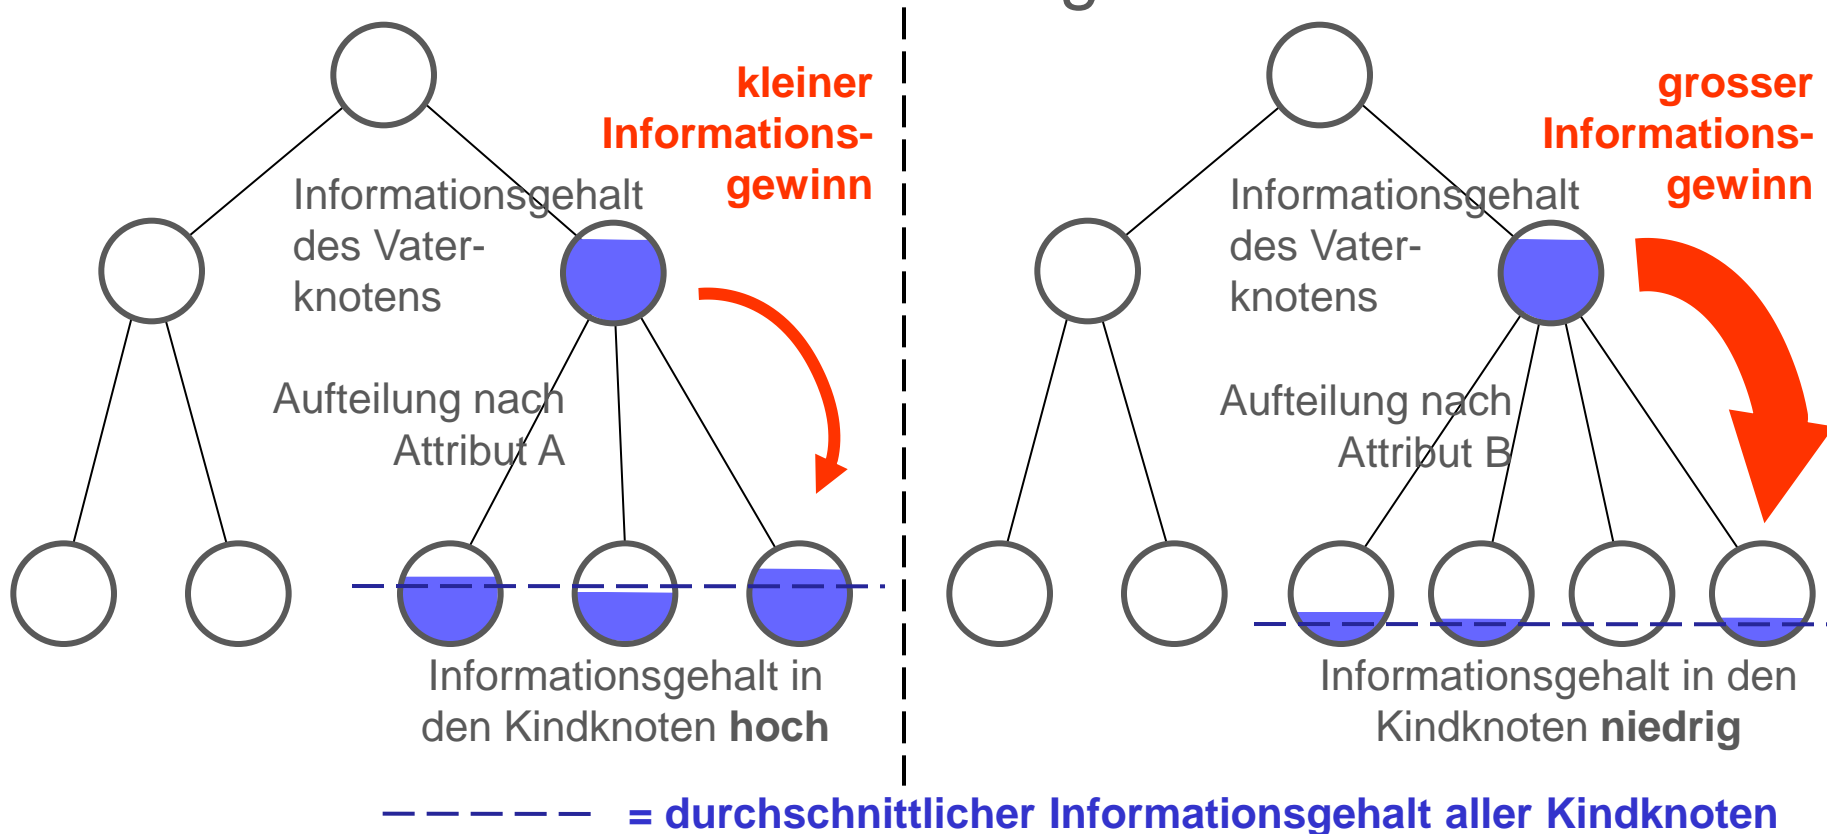 kleiner
Informations-
gewinn
Informationsgehalt
des Vater-
knotens
Aufteilung nach
Attribut A
Informationsgehalt in
den Kindknoten hoch
grosser
Informations-
gewinn
Informationsgehalt
des Vater-
knotens
Aufteilung nach
Attribut B
Informationsgehalt in den
Kindknoten niedrig
= durchschnittlicher Informationsgehalt aller Kindknoten